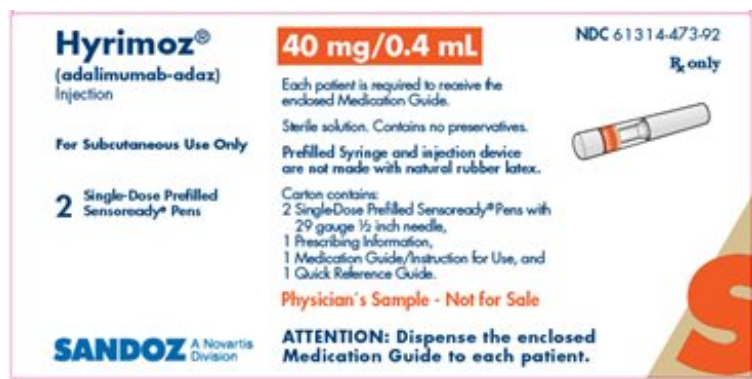 Hyrimoz®
(adalimumab-adaz)
Injection
For Subcutaneous Use Only
2 Single-Dose Prefilled
Sensoready® Pens
SANDOZ A Novartis
Division
40 mg/0.4 mL
Each patient is required to receive the
enclosed Medication Guide.
Sterile solution. Contains no preservatives.
Prefilled Syringe and injection device
are not made with natural rubber latex.
Carton contains:
2 Single-Dose Prefilled Sensoready® Pens with
29 gauge ½ inch needle,
1 Prescribing Information,
1 Medication Guide/Instruction for Use, and
1 Quick Reference Guide.
Physician's Sample - Not for Sale
ATTENTION: Dispense the enclosed
Medication Guide to each patient.
NDC 61314-473-92
Rx only
S